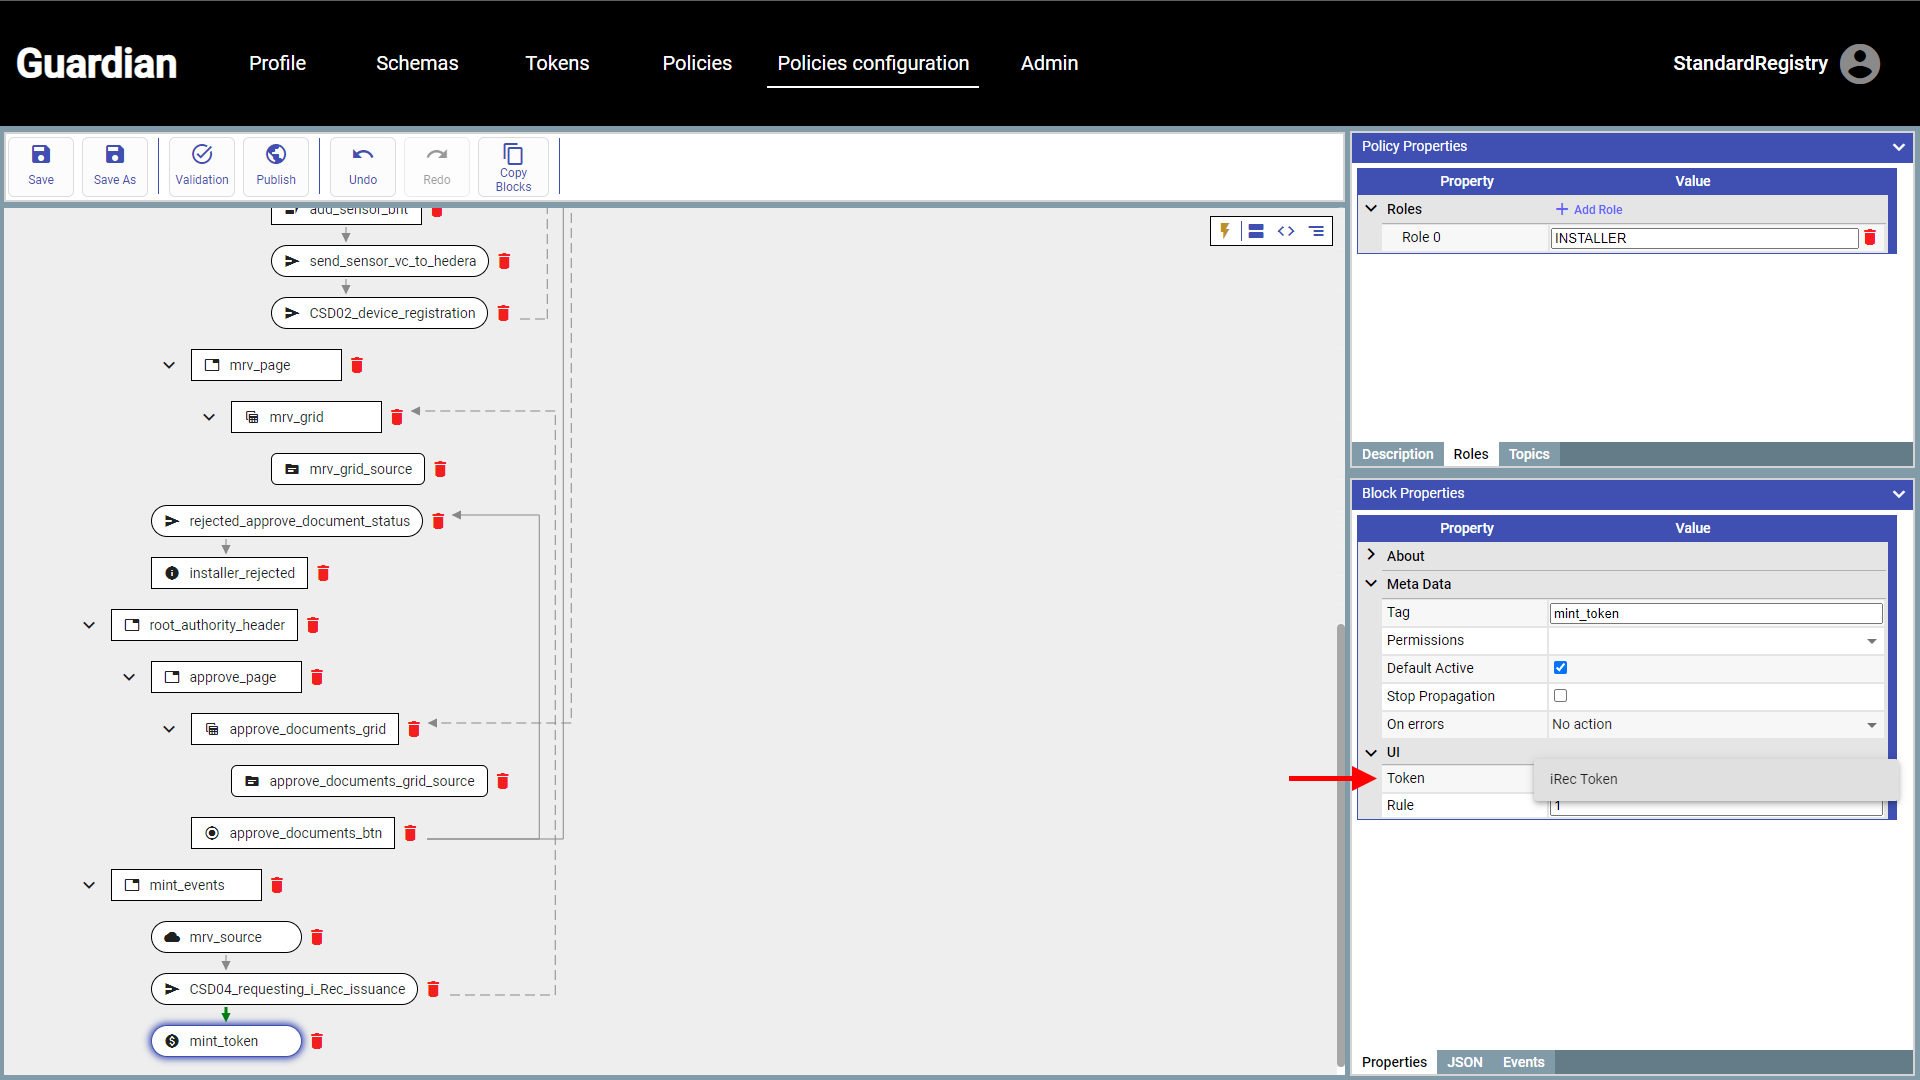 Guardian
Profile
Schemas
Tokens
Policies
Policies configuration
Admin
StandardRegistry
Save
Save As
Validation
Publish
Undo
Redo
Copy
Blocks
add_sensor_bnt
send_sensor_vc_to_hedera
CSD02_device_registration
mrv_page
mrv_grid
mrv_grid_source
rejected_approve_document_status
installer_rejected
root_authority_header
approve_page
approve_documents_grid
approve_documents_grid_source
approve_documents_btn
mint_events
mrv_source
CSD04_requesting_i_Rec_issuance
mint_token
Policy Properties
Property Value
Roles Add Role
Role 0 INSTALLER
Description Roles Topics
Block Properties
Property Value
About
Meta Data
Tag mint_token
Permissions
Default Active
Stop Propagation
On errors No action
UI
Token iRec Token
Rule 1
Properties JSON Events